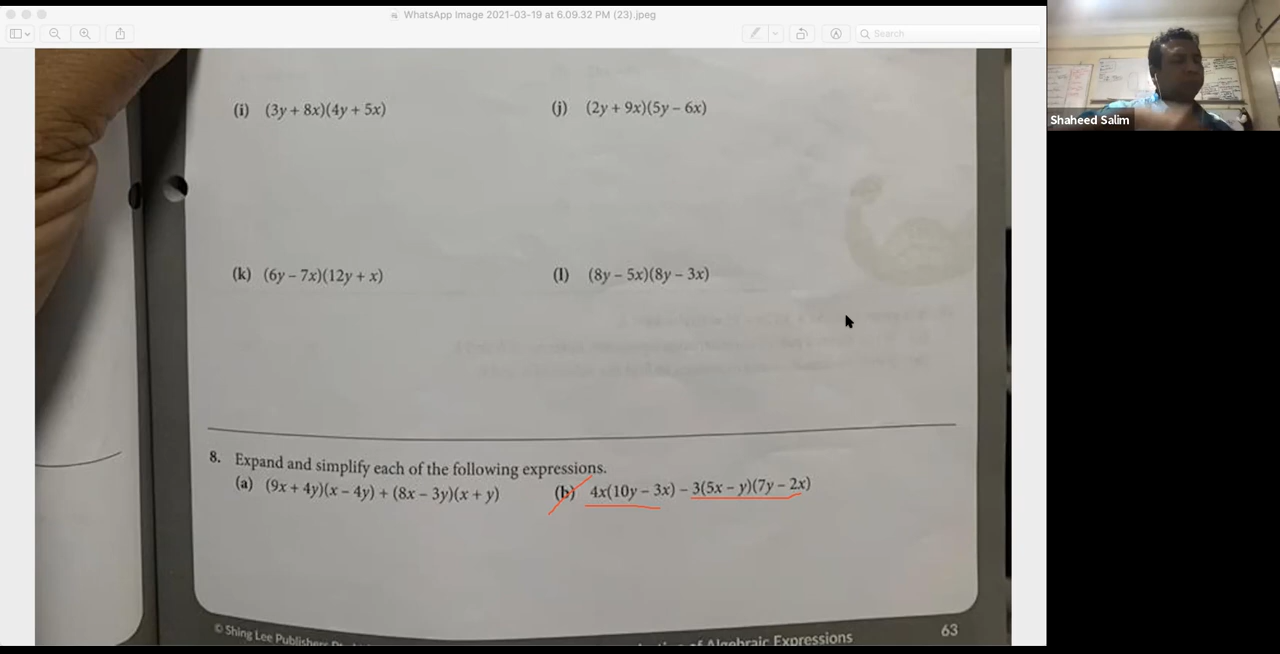 WhatsApp Image 2021-03-19 at 6.09.32 PM (23).jpeg
Search
Shaheed Salim
(i) (3y + 8x)(4y + 5x) (j) (2y + 9x)(5y – 6x)
(k) (6y – 7x)(12y + x) (l) (8y – 5x)(8y – 3x)
8. Expand and simplify each of the following expressions.
(a) (9x + 4y)(x – 4y) + (8x – 3y)(x + y) (b) 4x(10y – 3x) – 3(5x – y)(7y – 2x)
© Shing Lee Publishers of Algebraic Expressions 63